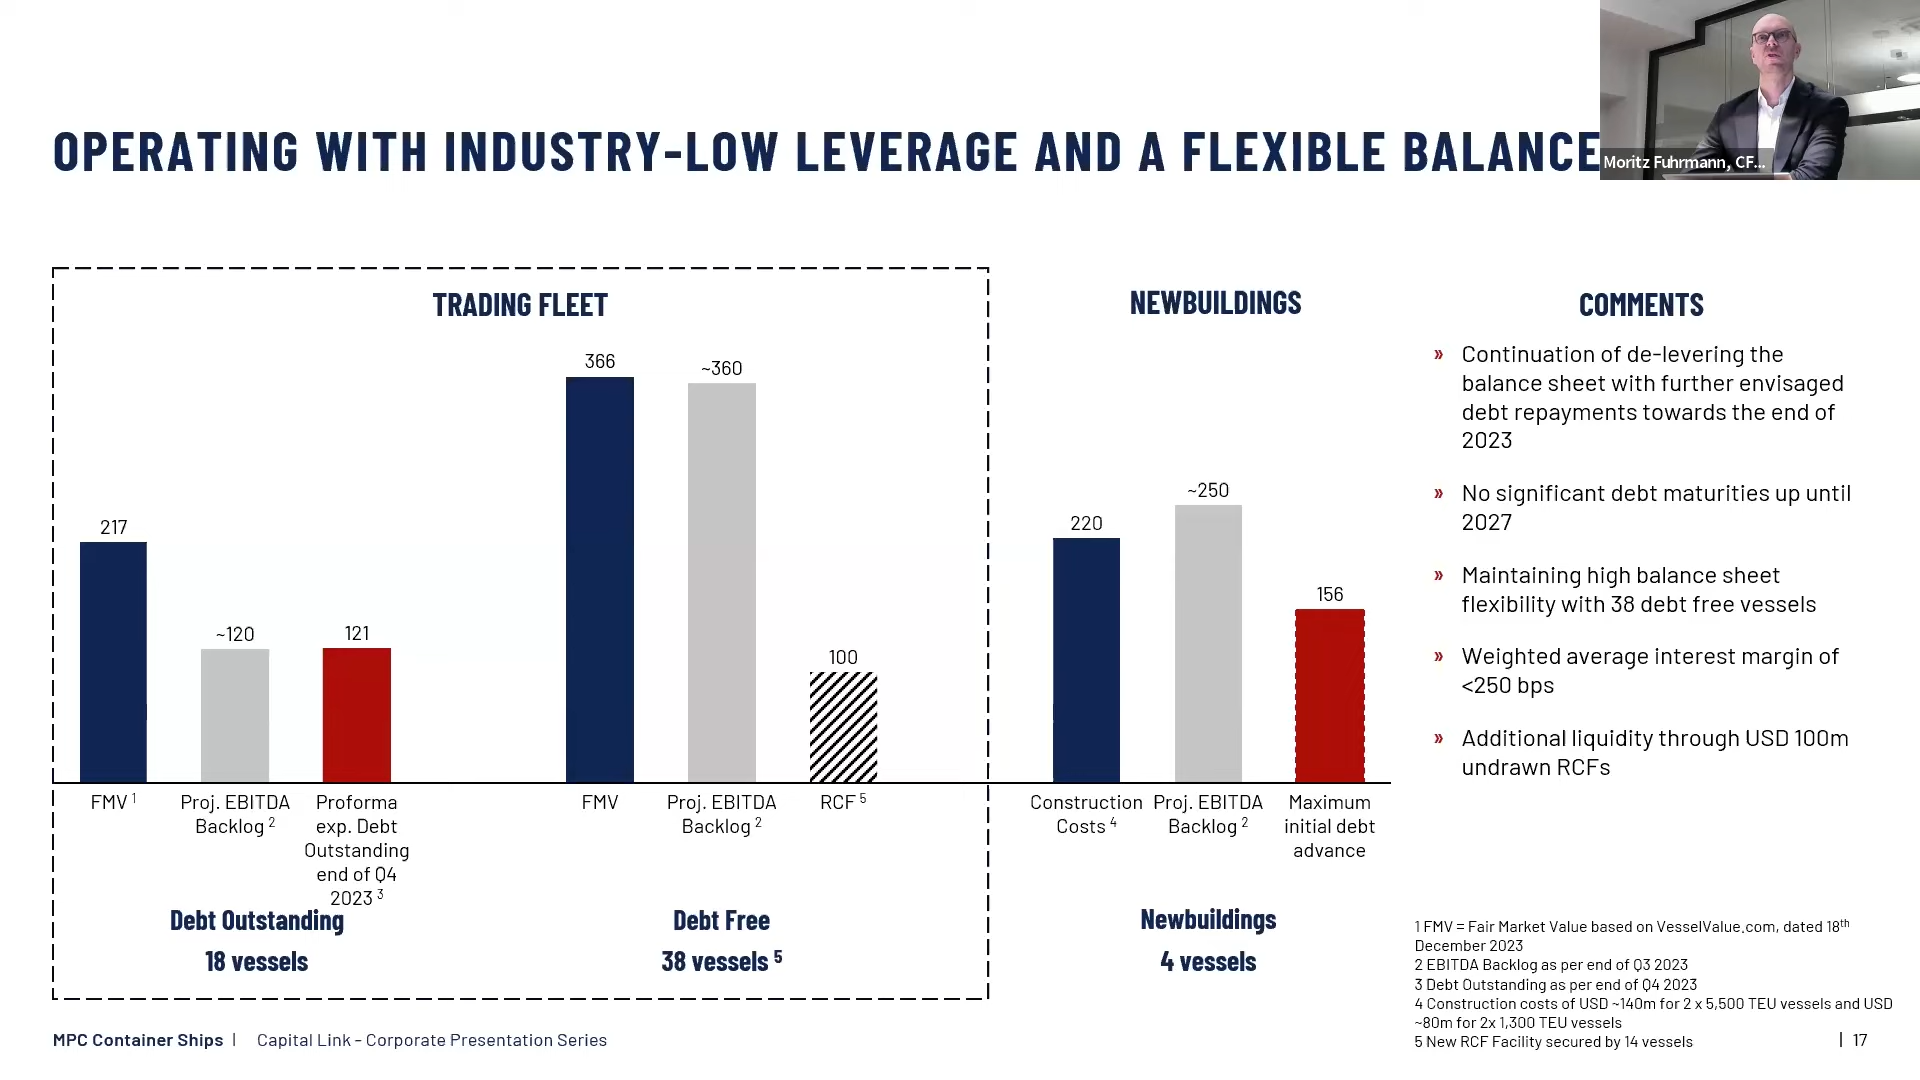 OPERATING WITH INDUSTRY-LOW LEVERAGE AND A FLEXIBLE BALANCE
Moritz Fuhrmann, CF...
TRADING FLEET
217
~120
121
366
~360
100
FMV 1
Proj. EBITDA
Backlog 2
Proforma
exp. Debt
Outstanding
end of Q4
2023 3
FMV
Proj. EBITDA
Backlog 2
RCF 5
Debt Outstanding
18 vessels
Debt Free
38 vessels 5
NEWBUILDINGS
220
~250
156
Construction
Costs 4
Proj. EBITDA
Backlog 2
Maximum
initial debt
advance
Newbuildings
4 vessels
COMMENTS
» Continuation of de-levering the
balance sheet with further envisaged
debt repayments towards the end of
2023
» No significant debt maturities up until
2027
» Maintaining high balance sheet
flexibility with 38 debt free vessels
» Weighted average interest margin of
<250 bps
» Additional liquidity through USD 100m
undrawn RCFs
1 FMV = Fair Market Value based on VesselValue.com, dated 18th
December 2023
2 EBITDA Backlog as per end of Q3 2023
3 Debt Outstanding as per end of Q4 2023
4 Construction costs of USD ~140m for 2 x 5,500 TEU vessels and USD
~80m for 2x 1,300 TEU vessels
5 New RCF Facility secured by 14 vessels
MPC Container Ships | Capital Link - Corporate Presentation Series
| 17